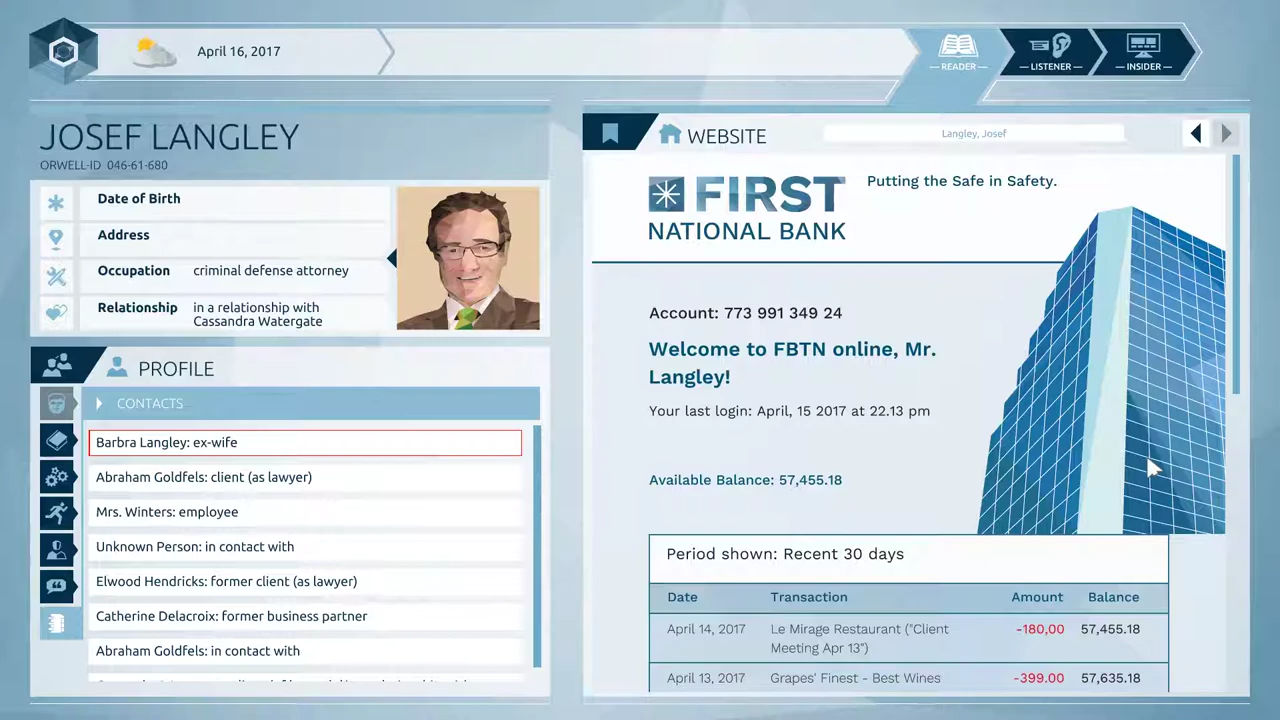 April 16, 2017
READER
LISTENER
INSIDER
JOSEF LANGLEY
ORWELL-ID 046-61-680
Date of Birth
Address
Occupation criminal defense attorney
Relationship in a relationship with
Cassandra Watergate
PROFILE
CONTACTS
Barbra Langley: ex-wife
Abraham Goldfels: client (as lawyer)
Mrs. Winters: employee
Unknown Person: in contact with
Elwood Hendricks: former client (as lawyer)
Catherine Delacroix: former business partner
Abraham Goldfels: in contact with
WEBSITE
Langley, Josef
FIRST
NATIONAL BANK
Putting the Safe in Safety.
Account: 773 991 349 24
Welcome to FBTN online, Mr.
Langley!
Your last login: April, 15 2017 at 22.13 pm
Available Balance: 57,455.18
Period shown: Recent 30 days
Date Transaction Amount Balance
April 14, 2017 Le Mirage Restaurant ("Client -180,00 57,455.18
Meeting Apr 13")
April 13, 2017 Grapes' Finest - Best Wines -399.00 57,635.18